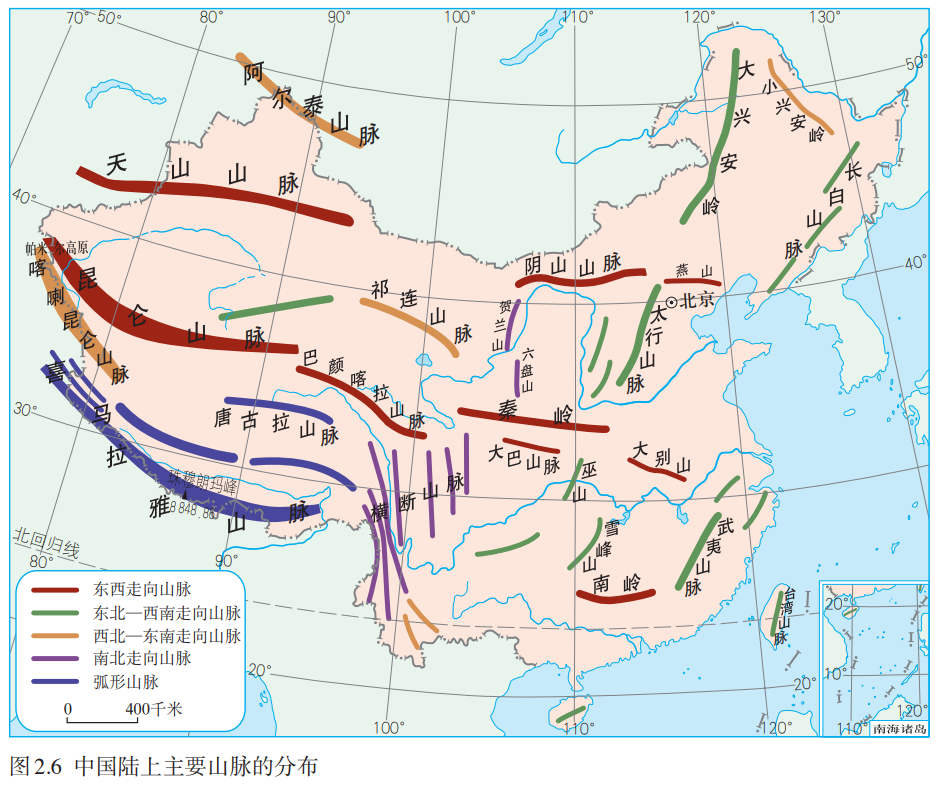 70° 50° 80° 90° 100° 110° 120° 130°
50°
阿尔泰山脉
大兴安岭
小兴安岭
天山山脉
长白山脉
40°
帕米尔高原
喀喇昆仑山脉
昆仑山脉
祁连山脉
阴山山脉
燕山
40°
北京
贺兰山
太行山脉
六盘山
巴颜喀拉山脉
30°
喜马拉雅山脉
唐古拉山脉
秦岭
大巴山脉
巫山
大别山
横断山脉
珠穆朗玛峰
8 848.86
雪峰山
武夷山脉
南岭
台湾山脉
北回归线
80°
90°
东西走向山脉
东北—西南走向山脉
西北—东南走向山脉
南北走向山脉
弧形山脉
0 400千米
20°
100° 110° 120°
20°
20°
10°
110° 120°
南海诸岛
图2.6 中国陆上主要山脉的分布